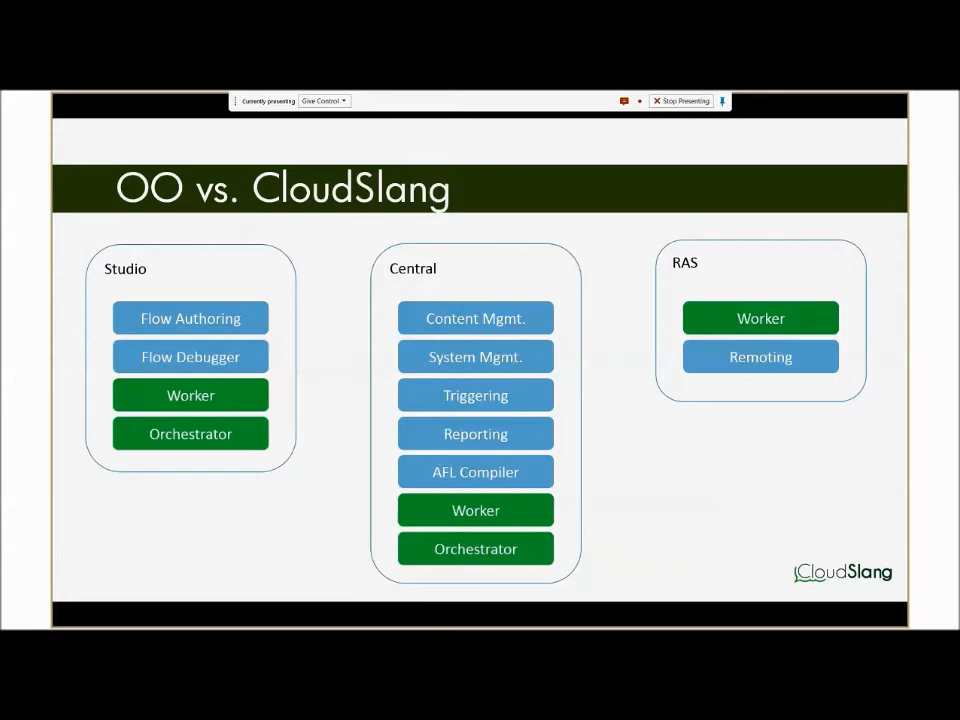 Currently presenting Give Control Stop Presenting
OO vs. CloudSlang
Studio
Flow Authoring
Flow Debugger
Worker
Orchestrator
Central
Content Mgmt.
System Mgmt.
Triggering
Reporting
AFL Compiler
Worker
Orchestrator
RAS
Worker
Remoting
CloudSlang